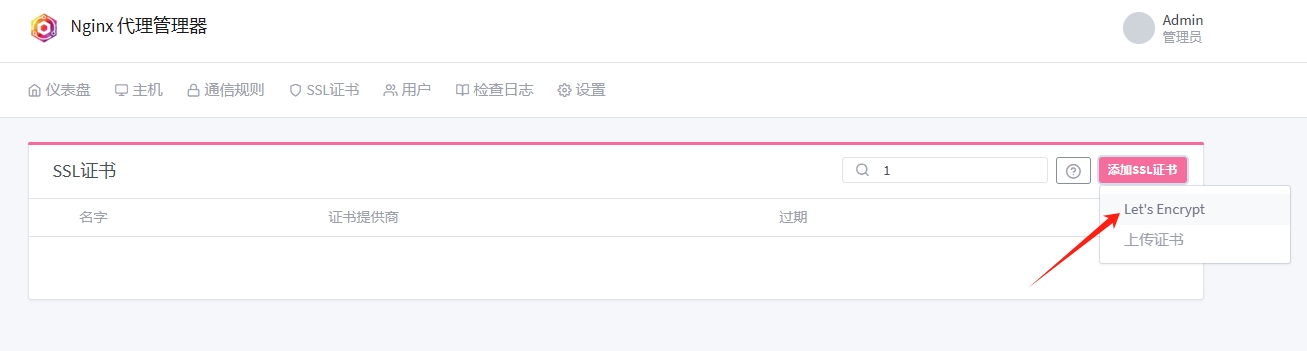 Nginx 代理管理器
Admin
管理员
仪表盘 主机 通信规则 SSL证书 用户 检查日志 设置
SSL证书 1 添加SSL证书
Let's Encrypt
名字 证书提供商 过期
上传证书